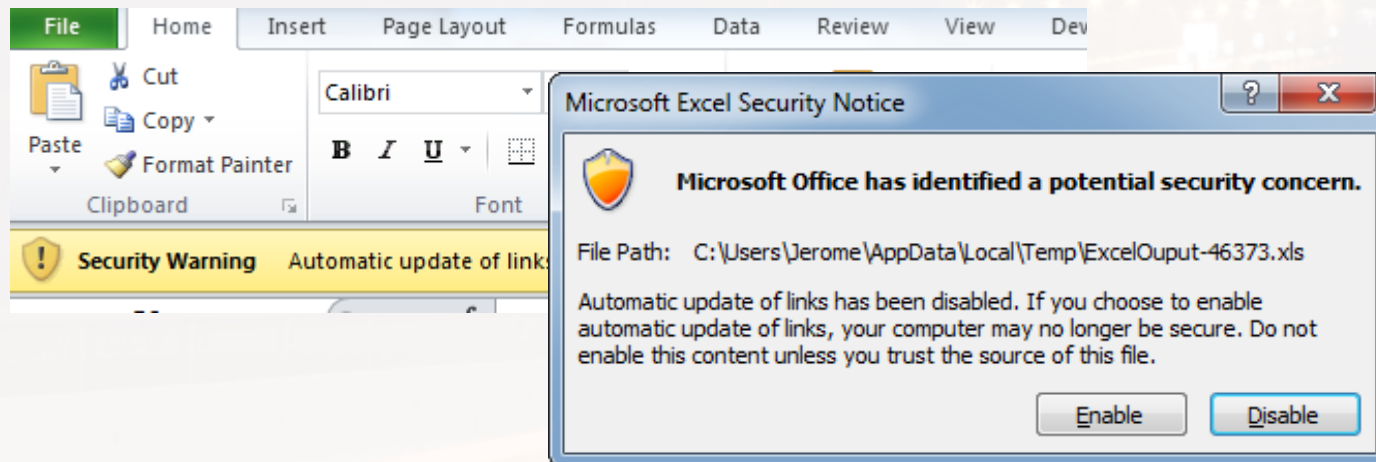 File Home Insert Page Layout Formulas Data Review View Dev
Cut
Calibri
Copy
Paste
B I U
Format Painter
Clipboard Font
Security Warning Automatic update of links
Microsoft Excel Security Notice
Microsoft Office has identified a potential security concern.
File Path: C:\Users\Jerome\AppData\Local\Temp\ExcelOuput-46373.xls
Automatic update of links has been disabled. If you choose to enable
automatic update of links, your computer may no longer be secure. Do not
enable this content unless you trust the source of this file.
Enable Disable